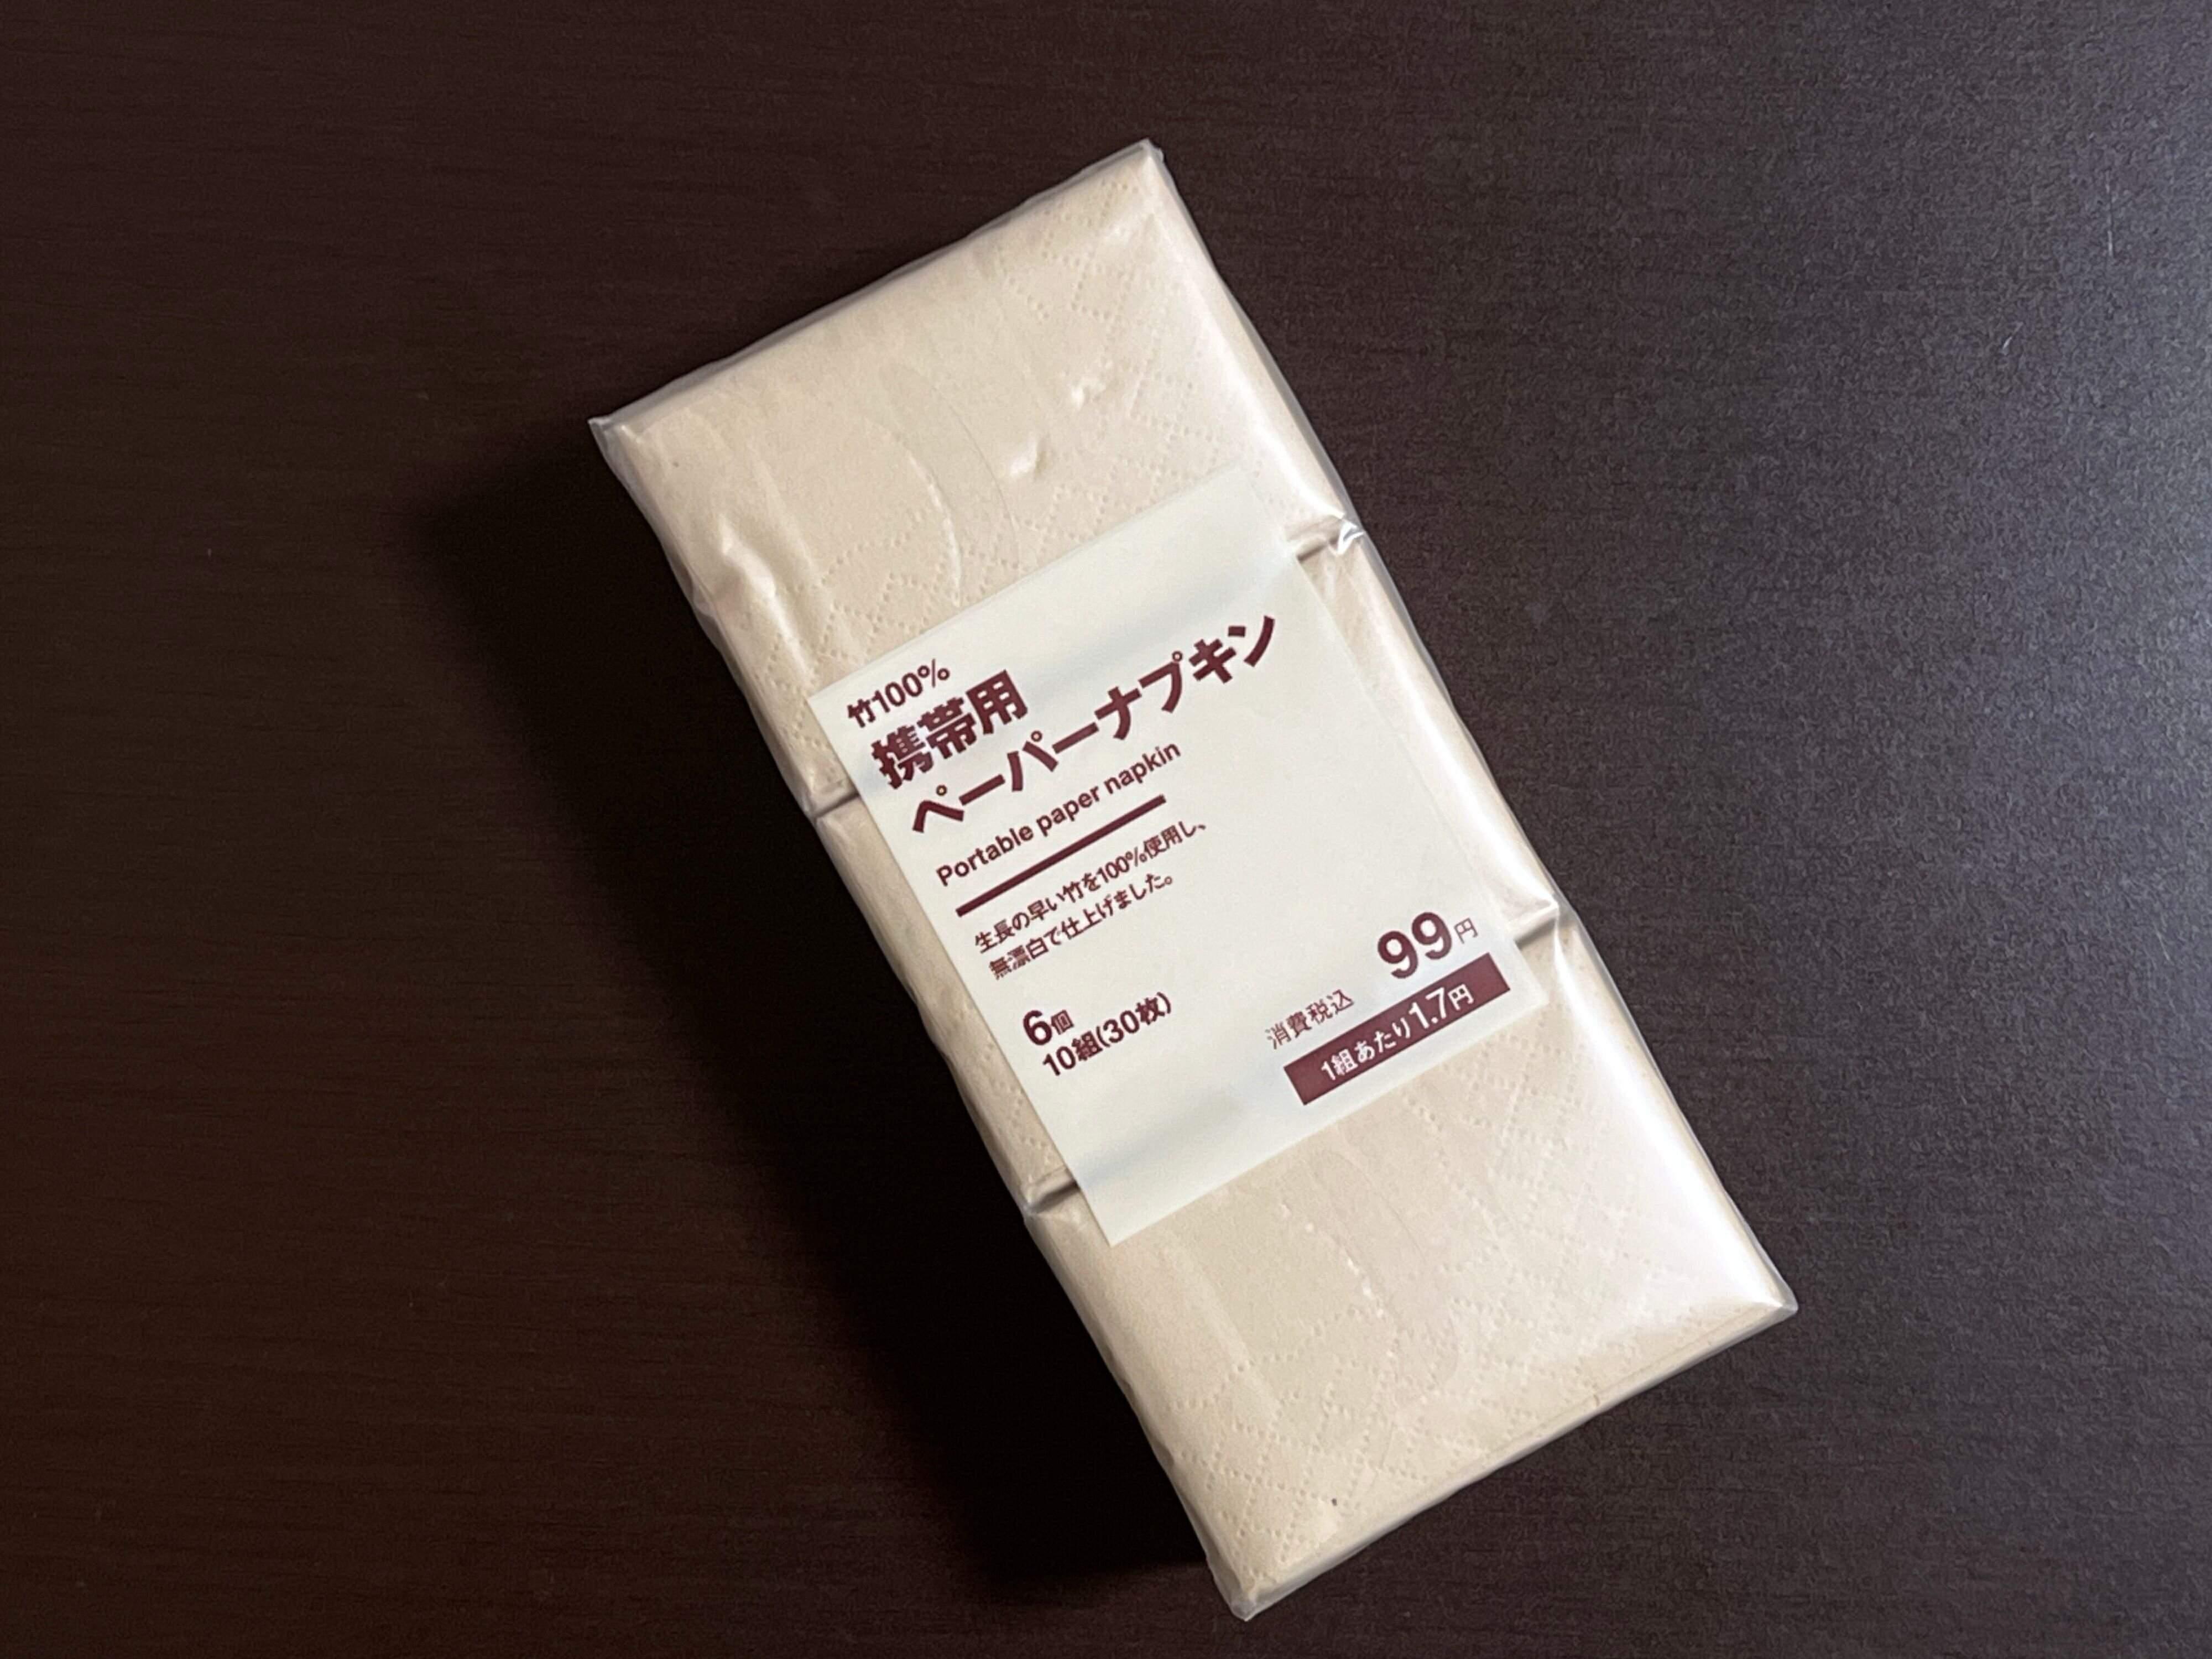 竹100%
携帯用
ペーパーナプキン
Portable paper napkin
生長の早い竹を100%使用し、
無漂白で仕上げました。
6個
10組(30枚)
99円
消費税込
1組あたり1.7円